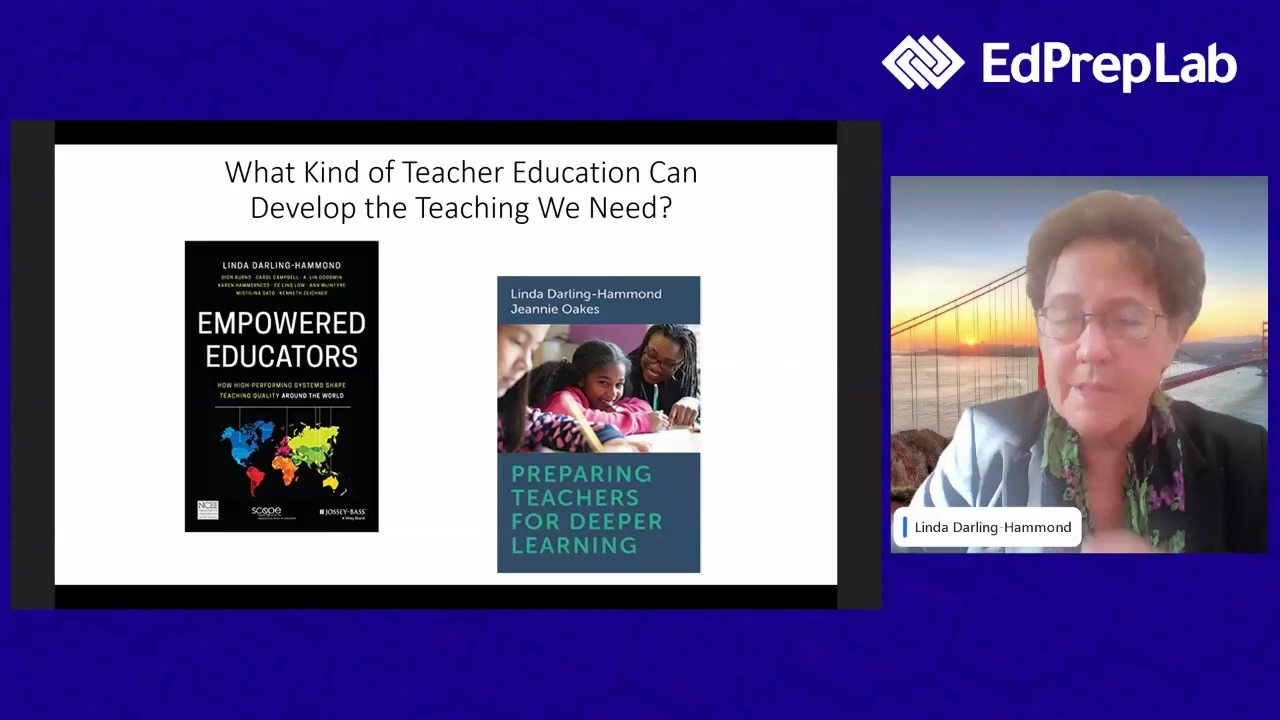 EdPrepLab
What Kind of Teacher Education Can
Develop the Teaching We Need?
LINDA DARLING-HAMMOND
DION BURNS · CAROL CAMPBELL · A. LIN GOODWIN
KAREN HAMMERNESS · EE LING LOW · ANN McINTYRE
MISTILINA SATO · KENNETH ZEICHNER
EMPOWERED
EDUCATORS
HOW HIGH-PERFORMING SYSTEMS SHAPE
TEACHING QUALITY AROUND THE WORLD
NCEE
scope
JOSSEY-BASS
A Wiley Brand
Linda Darling-Hammond
Jeannie Oakes
PREPARING
TEACHERS
FOR DEEPER
LEARNING
Linda Darling-Hammond